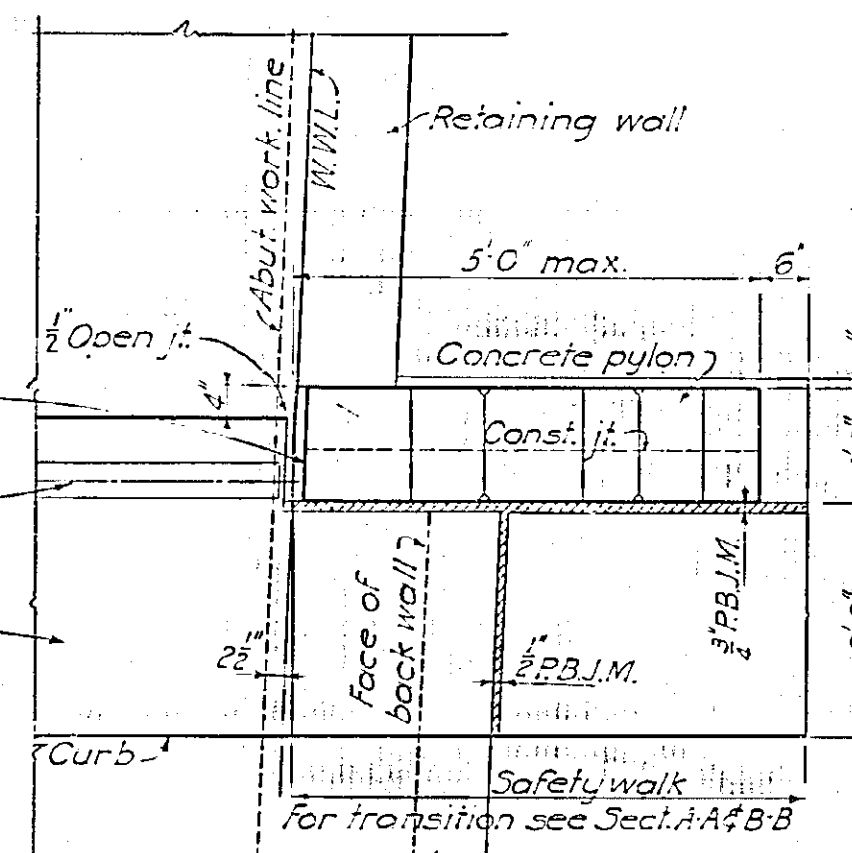 Abut. work. line
W.W.L.
Retaining wall
5'-0" max.
6"
1/2" Open jt.
4"
Concrete pylon
Const. jt.
Face of
back wall
3/4" P.B.J.M.
2 1/2"
1/2" P.B.J.M.
Curb
Safety walk
For transition see Sect. A-A & B-B